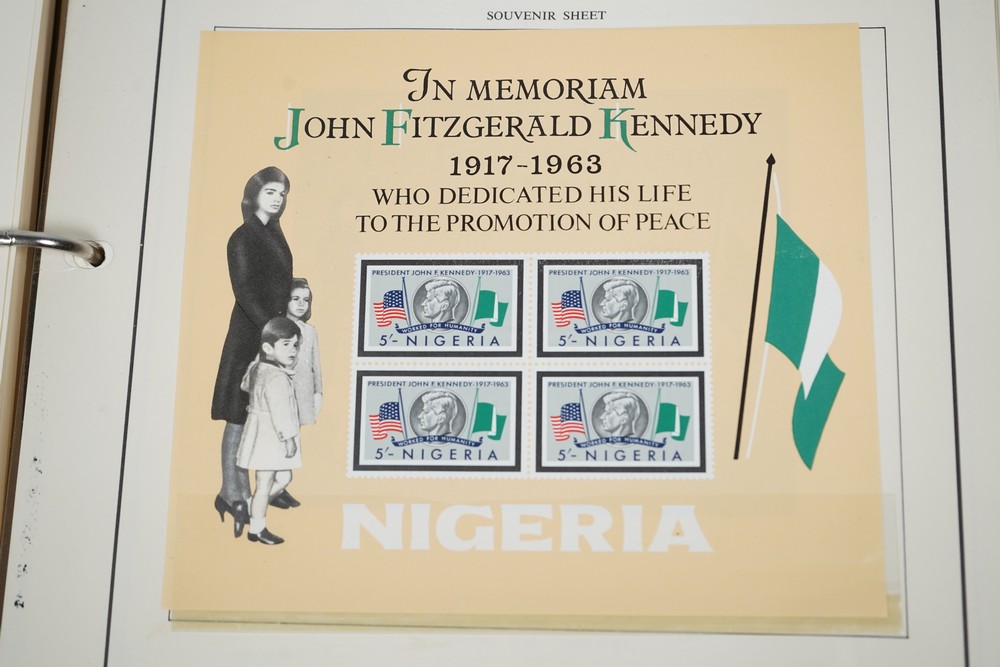 SOUVENIR SHEET
IN MEMORIAM
JOHN FITZGERALD KENNEDY
1917-1963
WHO DEDICATED HIS LIFE
TO THE PROMOTION OF PEACE
PRESIDENT JOHN F. KENNEDY·1917-1963
WORKED FOR HUMANITY
5'- NIGERIA
PRESIDENT JOHN F. KENNEDY·1917-1963
WORKED FOR HUMANITY
5'- NIGERIA
PRESIDENT JOHN F. KENNEDY·1917-1963
WORKED FOR HUMANITY
5'- NIGERIA
PRESIDENT JOHN F. KENNEDY·1917-1963
WORKED FOR HUMANITY
5'- NIGERIA
NIGERIA